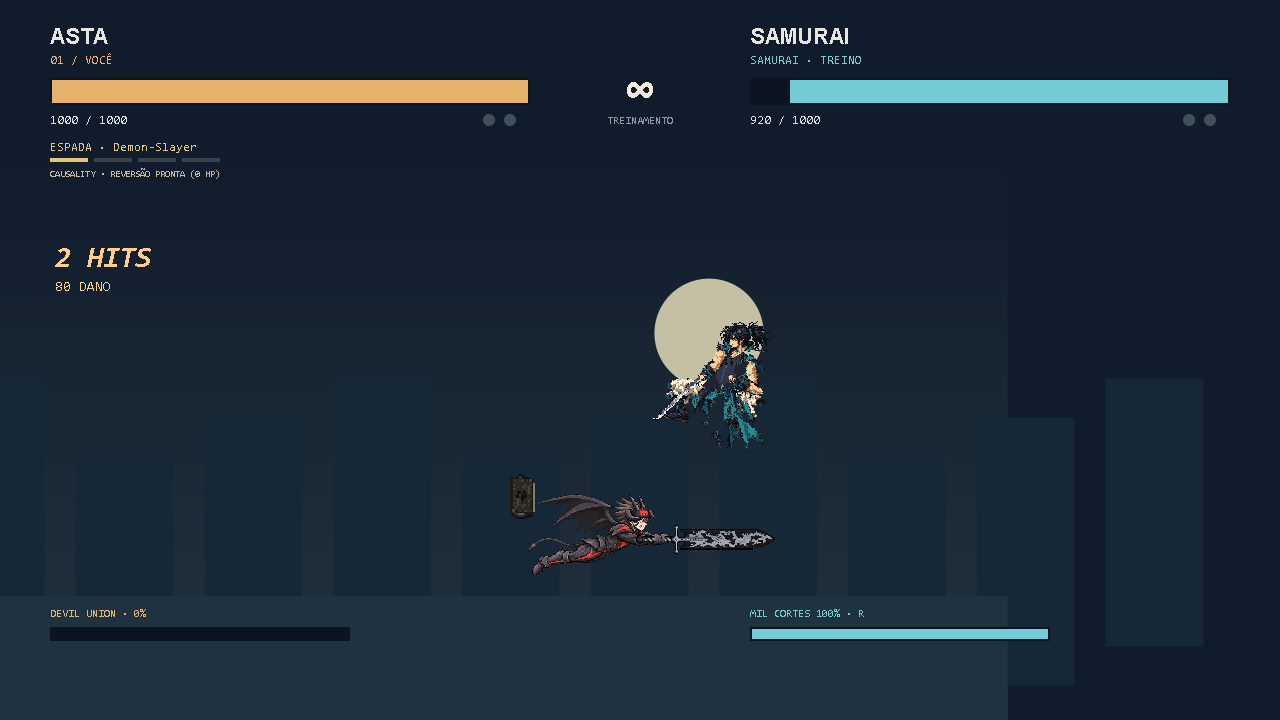 ASTA
01 / VOCÊ
1000 / 1000
ESPADA · Demon-Slayer
CAUSALITY · REVERSÃO PRONTA (0 HP)
∞
TREINAMENTO
SAMURAI
SAMURAI · TREINO
920 / 1000
2 HITS
80 DANO
DEVIL UNION · 0%
MIL CORTES 100% · R